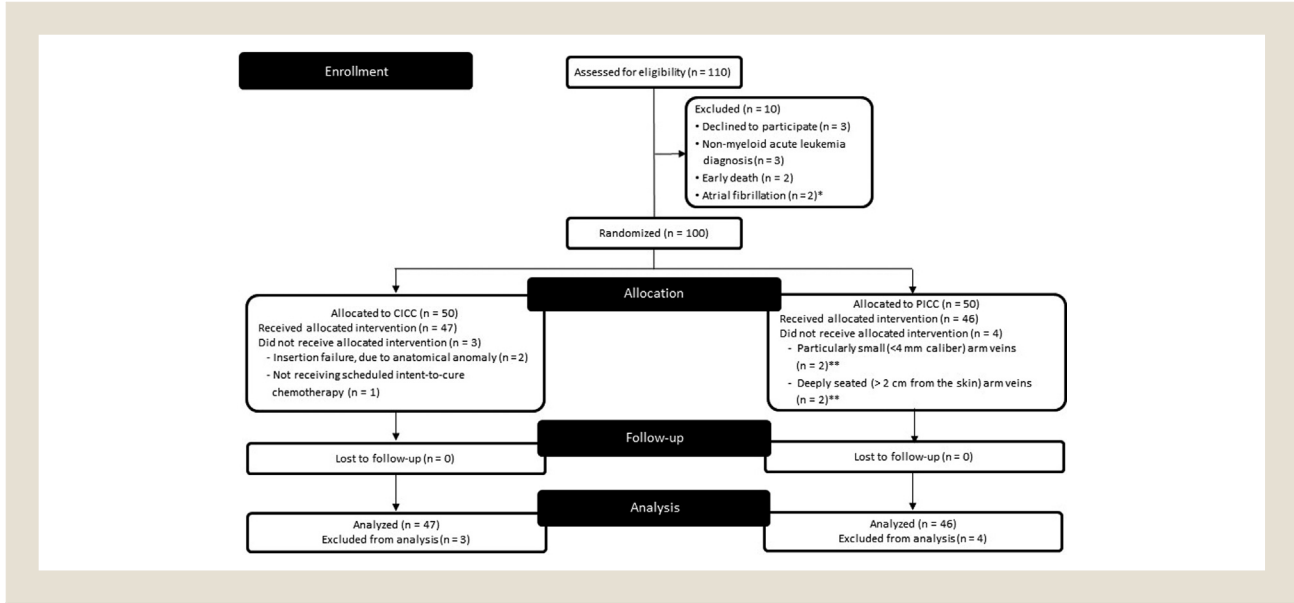 Enrollment
Assessed for eligibility (n = 110)
Excluded (n = 10)
• Declined to participate (n = 3)
• Non-myeloid acute leukemia
diagnosis (n = 3)
• Early death (n = 2)
• Atrial fibrillation (n = 2)*
Randomized (n = 100)
Allocation
Allocated to CICC (n = 50)
Received allocated intervention (n = 47)
Did not receive allocated intervention (n = 3)
- Insertion failure, due to anatomical anomaly (n = 2)
- Not receiving scheduled intent-to-cure
chemotherapy (n = 1)
Allocated to PICC (n = 50)
Received allocated intervention (n = 46)
Did not receive allocated intervention (n = 4)
- Particularly small (<4 mm caliber) arm veins
(n = 2)**
- Deeply seated (> 2 cm from the skin) arm veins
(n = 2)**
Follow-up
Lost to follow-up (n = 0)
Lost to follow-up (n = 0)
Analysis
Analyzed (n = 47)
Excluded from analysis (n = 3)
Analyzed (n = 46)
Excluded from analysis (n = 4)